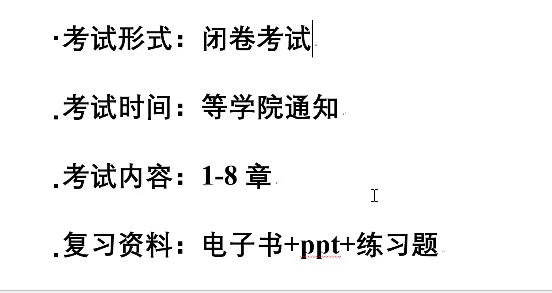 ·考试形式：闭卷考试
.考试时间：等学院通知
.考试内容：1-8 章
.复习资料：电子书+ppt+练习题